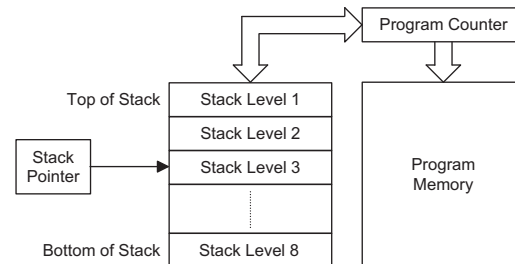 Program Counter
Top of Stack
Stack Level 1
Stack Level 2
Stack
Pointer
Stack Level 3
Program
Memory
Bottom of Stack
Stack Level 8